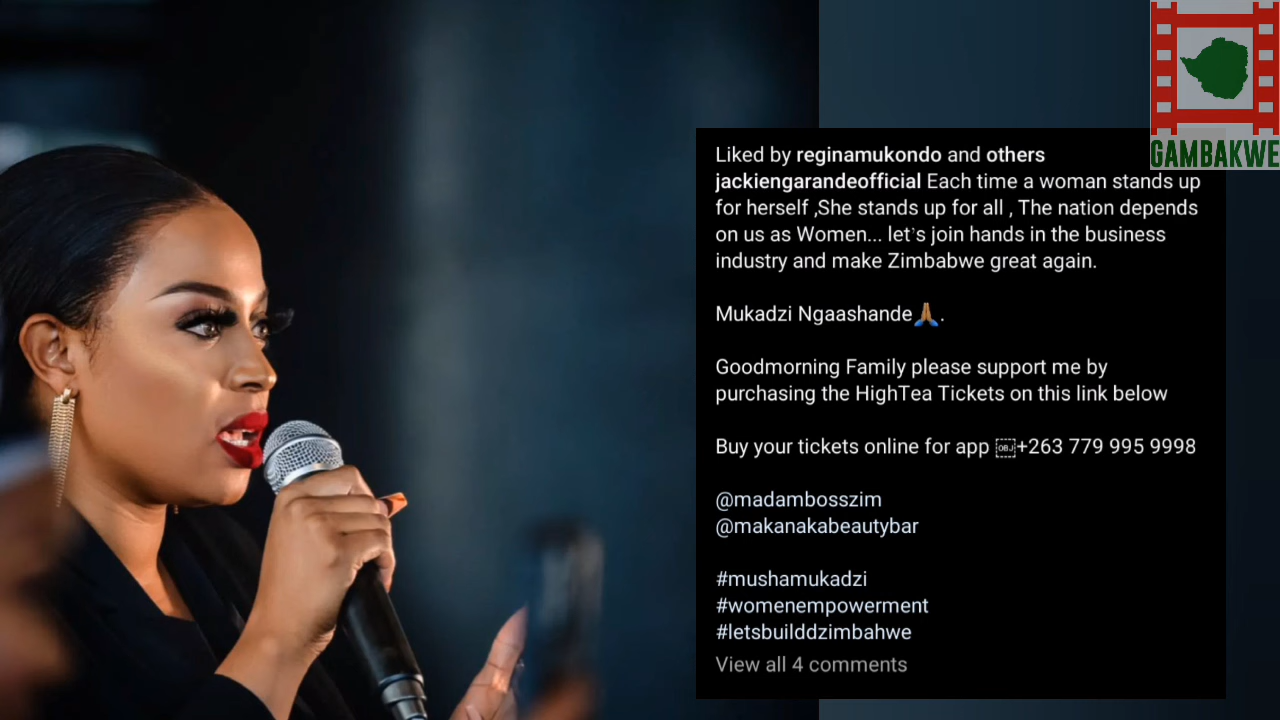 GAMBAKWE
Liked by reginamukondo and others
jackiengarandeofficial Each time a woman stands up
for herself ,She stands up for all , The nation depends
on us as Women... let's join hands in the business
industry and make Zimbabwe great again.
Mukadzi Ngaashande🙏🏾.
Goodmorning Family please support me by
purchasing the HighTea Tickets on this link below
Buy your tickets online for app ￼+263 779 995 9998
@madambosszim
@makanakabeautybar
#mushamukadzi
#womenempowerment
#letsbuilddzimbahwe
View all 4 comments